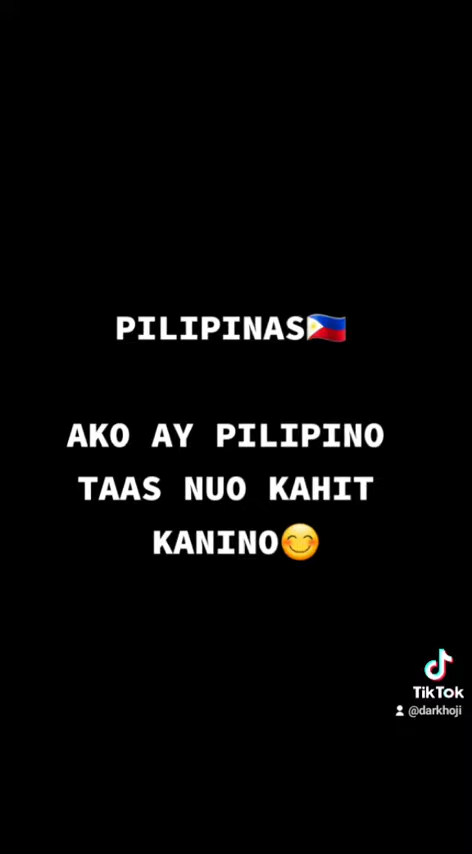 PILIPINAS🇵🇭
AKO AY PILIPINO
TAAS NUO KAHIT
KANINO😊
TikTok
@darkhoji